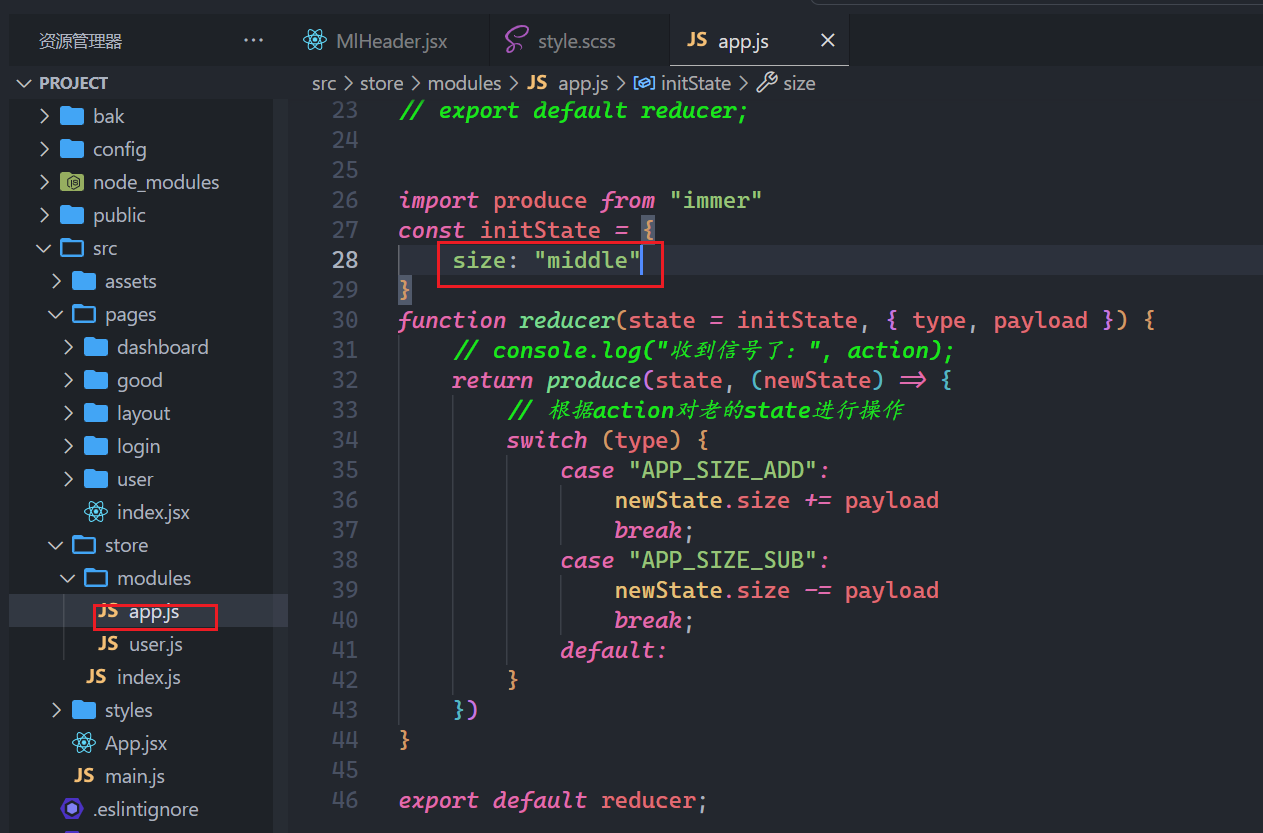 资源管理器 ···
PROJECT
bak
config
node_modules
public
src
assets
pages
dashboard
good
layout
login
user
index.jsx
store
modules
JS app.js
JS user.js
JS index.js
styles
App.jsx
JS main.js
.eslintignore
MlHeader.jsx style.scss JS app.js ×
src > store > modules > JS app.js > initState > size
23 // export default reducer;
24
25
26 import produce from "immer"
27 const initState = {
28 size: "middle"
29 }
30 function reducer(state = initState, { type, payload }) {
31 // console.log("收到信号了: ", action);
32 return produce(state, (newState) => {
33 // 根据action对老的state进行操作
34 switch (type) {
35 case "APP_SIZE_ADD":
36 newState.size += payload
37 break;
38 case "APP_SIZE_SUB":
39 newState.size -= payload
40 break;
41 default:
42 }
43 })
44 }
45
46 export default reducer;